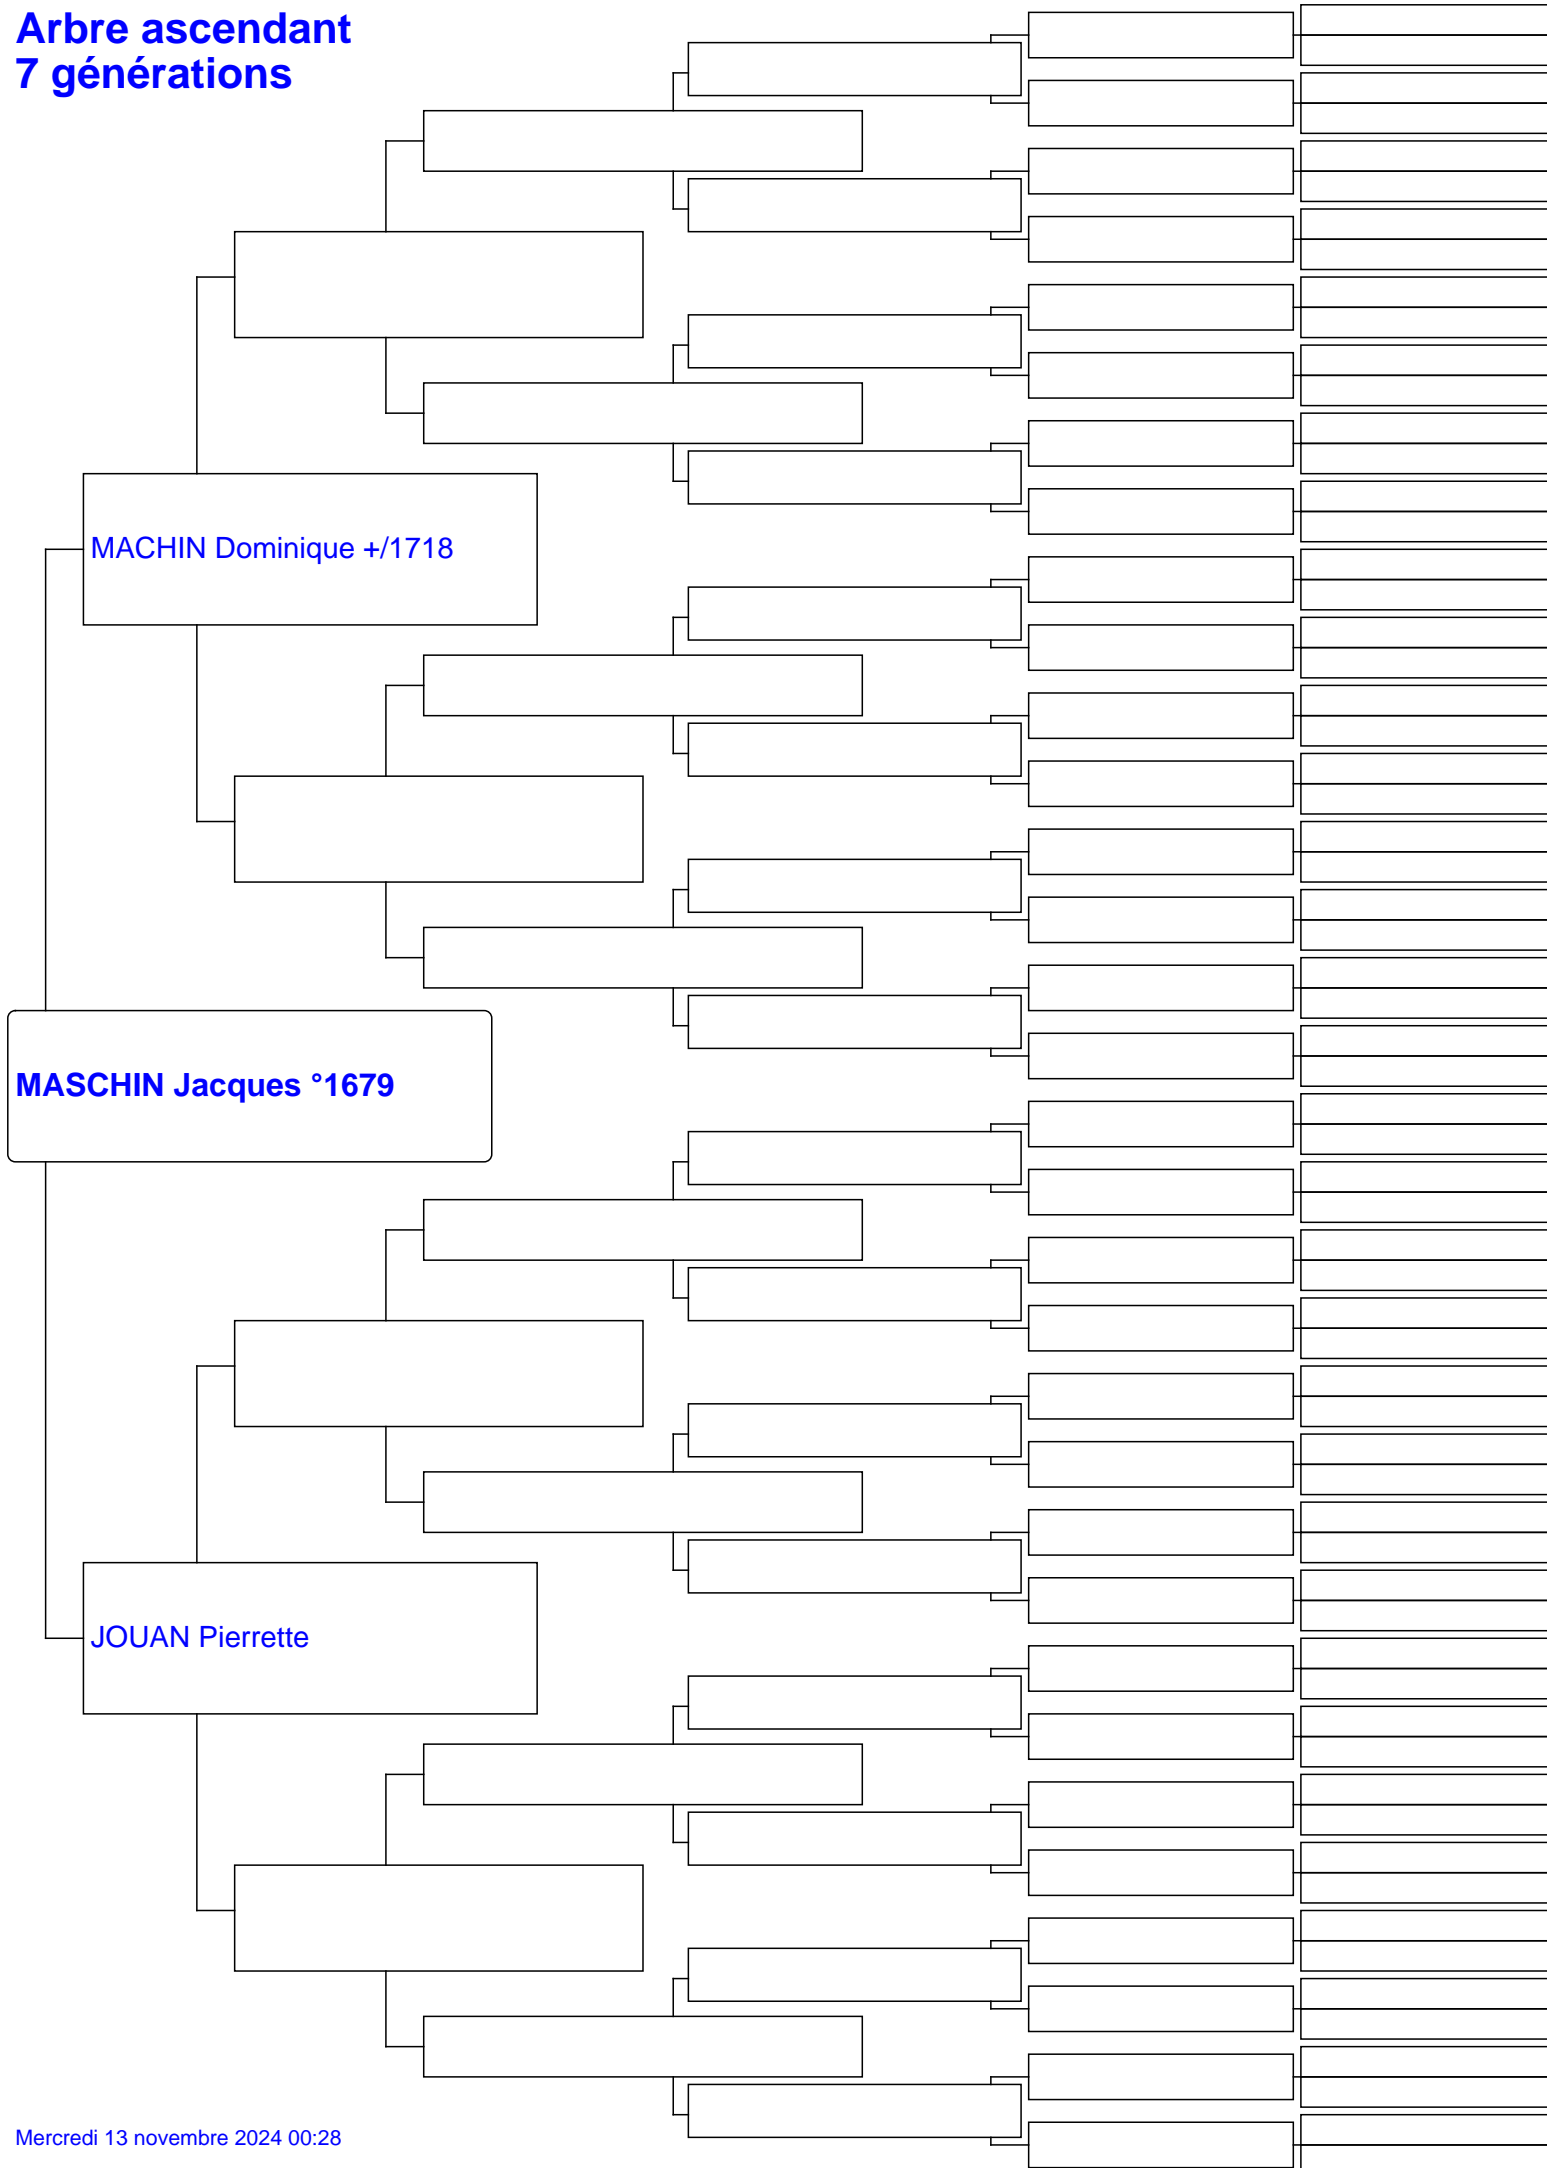 Arbre ascendant
7 générations
MACHIN Dominique +/1718
MASCHIN Jacques °1679
JOUAN Pierrette
Mercredi 13 novembre 2024 00:28